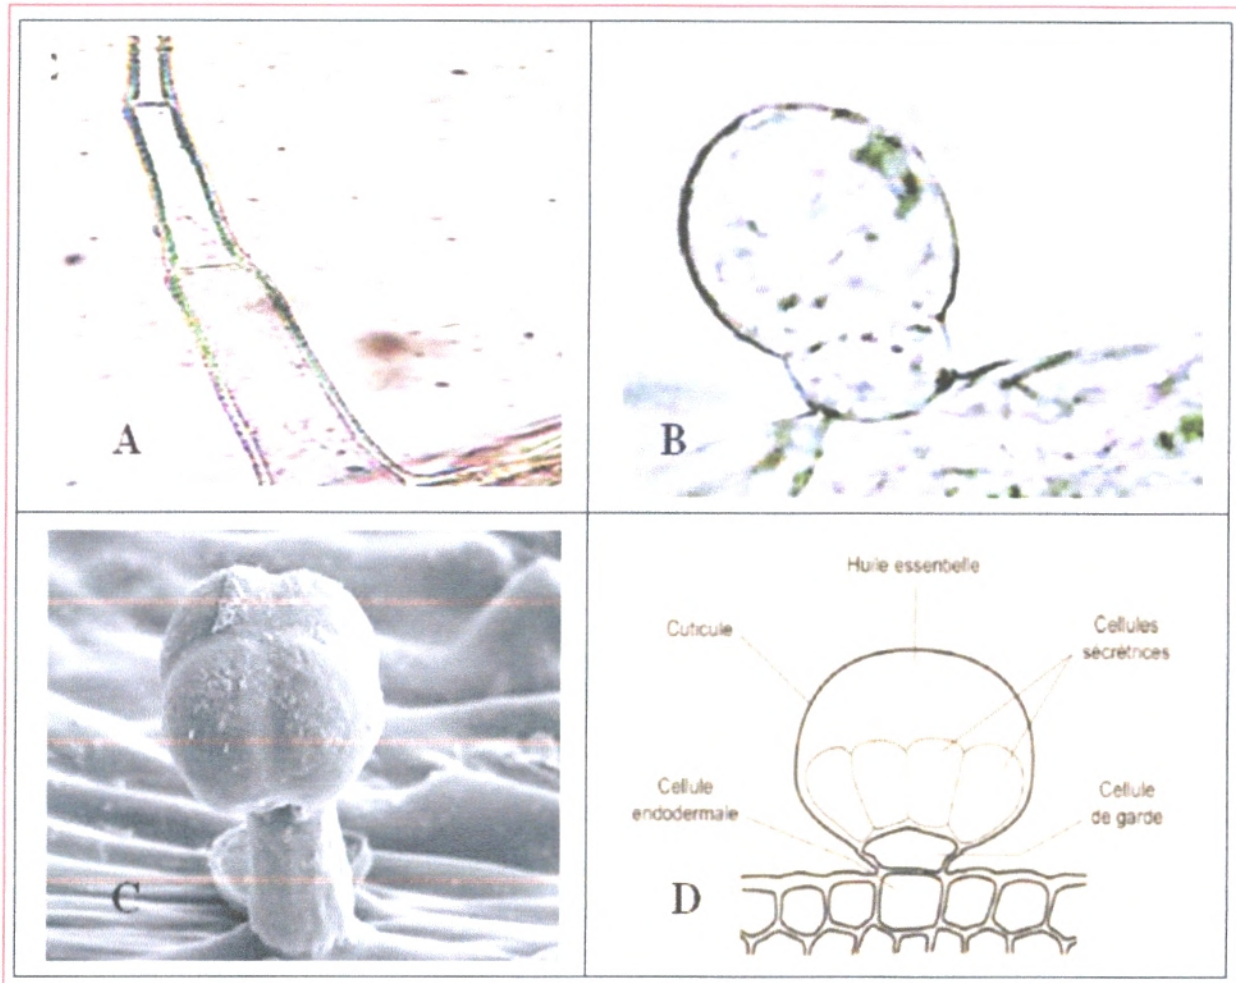 A
B
C
Huile essentielle
Cuticule
Cellules
sécrétrices
Cellule
endodermale
Cellule
de garde
D